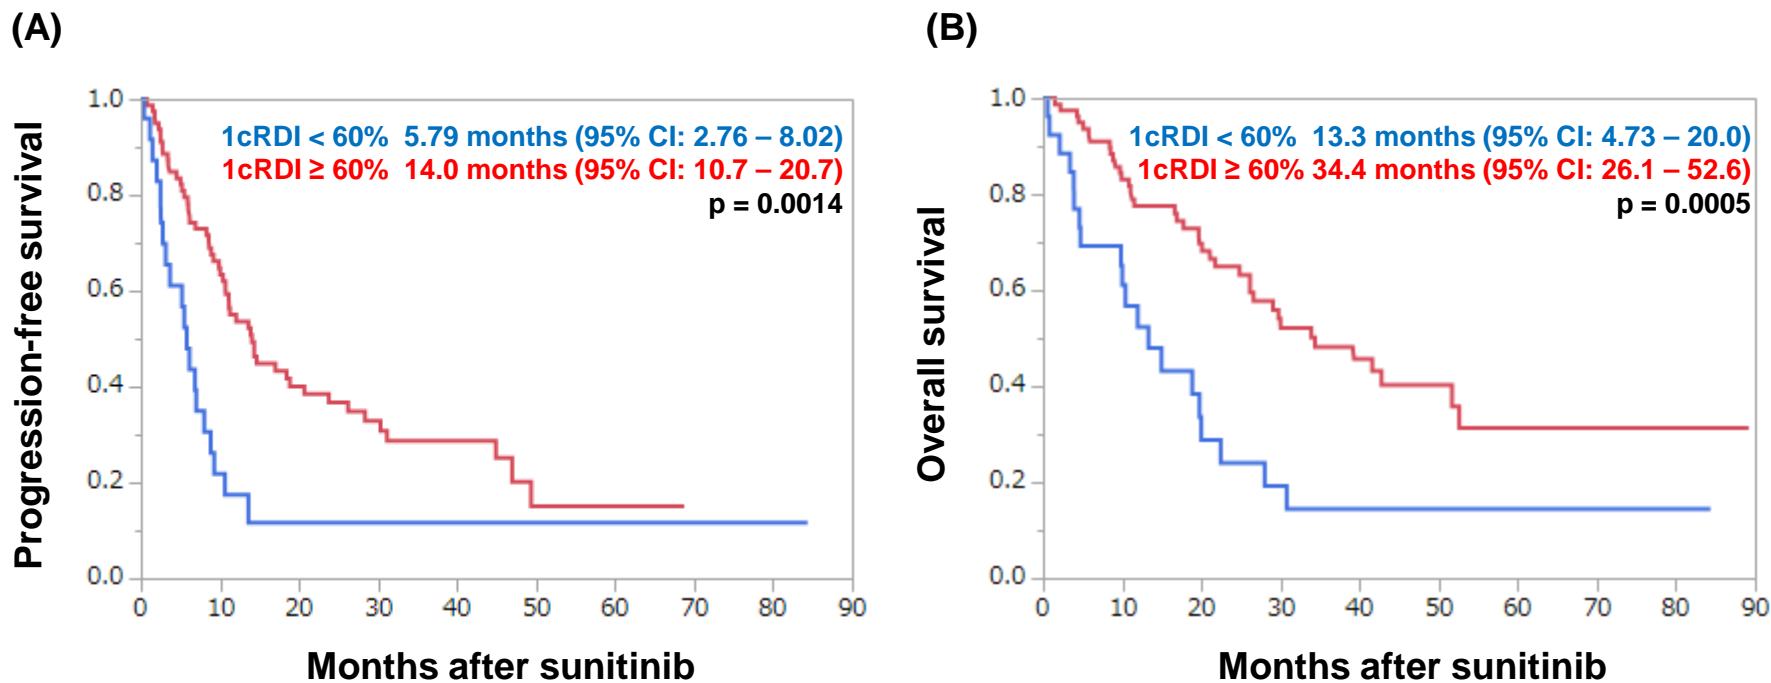 (A)
1cRDI < 60%  5.79 months (95% CI: 2.76 – 8.02)
1cRDI ≥ 60%  14.0 months (95% CI: 10.7 – 20.7)
p = 0.0014
Progression-free survival
1.0
0.8
0.6
0.4
0.2
0.0
0 10 20 30 40 50 60 70 80 90
Months after sunitinib
(B)
1cRDI < 60%  13.3 months (95% CI: 4.73 – 20.0)
1cRDI ≥ 60% 34.4 months (95% CI: 26.1 – 52.6)
p = 0.0005
Overall survival
1.0
0.8
0.6
0.4
0.2
0.0
0 10 20 30 40 50 60 70 80 90
Months after sunitinib